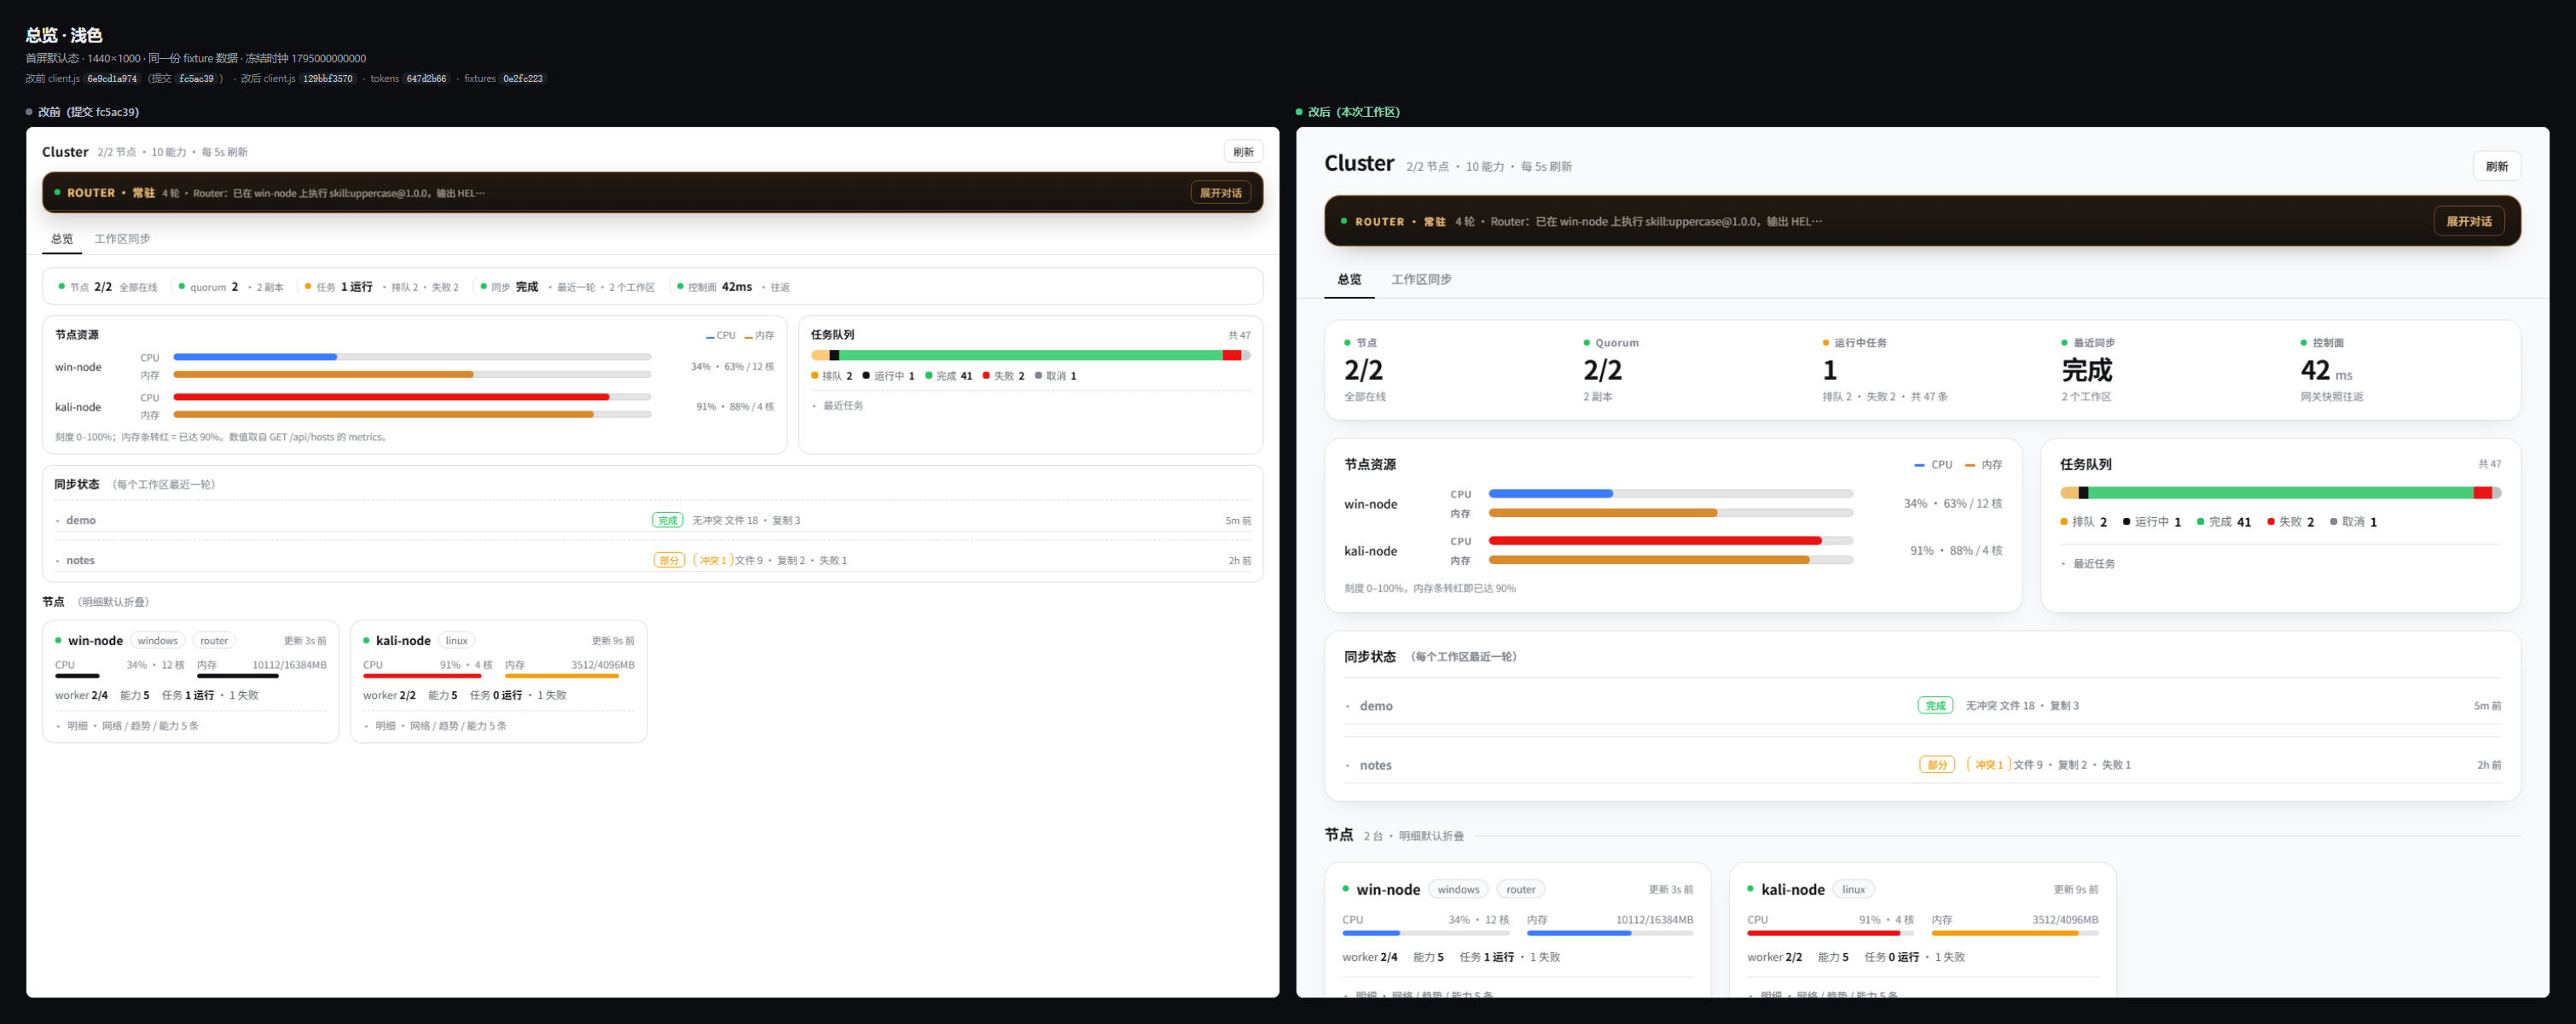 总览 · 浅色
首屏默认态 · 1440×1000 · 同一份 fixture 数据 · 冻结时钟 1795000000000
改前 client.js 6e9cd1a974 (提交 fc5ac39 ) · 改后 client.js 129bbf3570 · tokens 647d2b66 · fixtures 0e2fc223
改前 (提交 fc5ac39)
Cluster 2/2 节点 • 10 能力 • 每 5s 刷新
刷新
ROUTER • 常驻 4 轮 • Router: 已在 win-node 上执行 skill:uppercase@1.0.0, 输出 HEL…
展开对话
总览 工作区同步
节点 2/2 全部在线 quorum 2 • 2 副本 任务 1 运行 • 排队 2 • 失败 2 同步 完成 • 最近一轮 • 2 个工作区 控制面 42ms • 往返
节点资源 CPU 内存
win-node CPU 34% • 63% / 12 核
内存
kali-node CPU 91% • 88% / 4 核
内存
刻度 0–100%; 内存条转红 = 已达 90%。数值取自 GET /api/hosts 的 metrics。
任务队列 共 47
排队 2 运行中 1 完成 41 失败 2 取消 1
最近任务
同步状态 (每个工作区最近一轮)
demo 完成 无冲突 文件 18 • 复制 3 5m 前
notes 部分 冲突 1 文件 9 • 复制 2 • 失败 1 2h 前
节点 (明细默认折叠)
win-node windows router 更新 3s 前
CPU 34% • 12 核 内存 10112/16384MB
worker 2/4 能力 5 任务 1 运行 • 1 失败
明细 • 网络 / 趋势 / 能力 5 条
kali-node linux 更新 9s 前
CPU 91% • 4 核 内存 3512/4096MB
worker 2/2 能力 5 任务 0 运行 • 1 失败
明细 • 网络 / 趋势 / 能力 5 条
改后 (本次工作区)
Cluster 2/2 节点 • 10 能力 • 每 5s 刷新
刷新
ROUTER • 常驻 4 轮 • Router: 已在 win-node 上执行 skill:uppercase@1.0.0, 输出 HEL…
展开对话
总览 工作区同步
节点 Quorum 运行中任务 最近同步 控制面
2/2 2/2 1 完成 42 ms
全部在线 2 副本 排队 2 • 失败 2 • 共 47 条 2 个工作区 网关快照往返
节点资源 CPU 内存
win-node CPU 34% • 63% / 12 核
内存
kali-node CPU 91% • 88% / 4 核
内存
刻度 0–100%, 内存条转红即已达 90%
任务队列 共 47
排队 2 运行中 1 完成 41 失败 2 取消 1
最近任务
同步状态 (每个工作区最近一轮)
demo 完成 无冲突 文件 18 • 复制 3 5m 前
notes 部分 冲突 1 文件 9 • 复制 2 • 失败 1 2h 前
节点 2 台 • 明细默认折叠
win-node windows router 更新 3s 前
CPU 34% • 12 核 内存 10112/16384MB
worker 2/4 能力 5 任务 1 运行 • 1 失败
明细 • 网络 / 趋势 / 能力 5 条
kali-node linux 更新 9s 前
CPU 91% • 4 核 内存 3512/4096MB
worker 2/2 能力 5 任务 0 运行 • 1 失败
明细 • 网络 / 趋势 / 能力 5 条